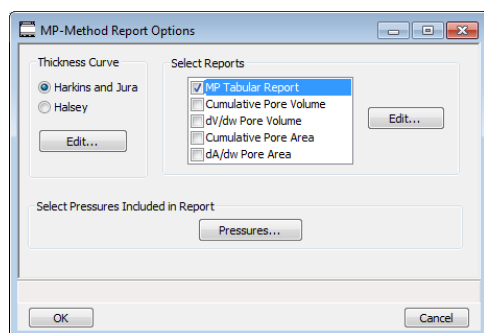 MP-Method Report Options
Thickness Curve
Harkins and Jura
Halsey
Edit...
Select Reports
MP Tabular Report
Cumulative Pore Volume
dV/dw Pore Volume
Cumulative Pore Area
dA/dw Pore Area
Edit...
Select Pressures Included in Report
Pressures...
OK
Cancel